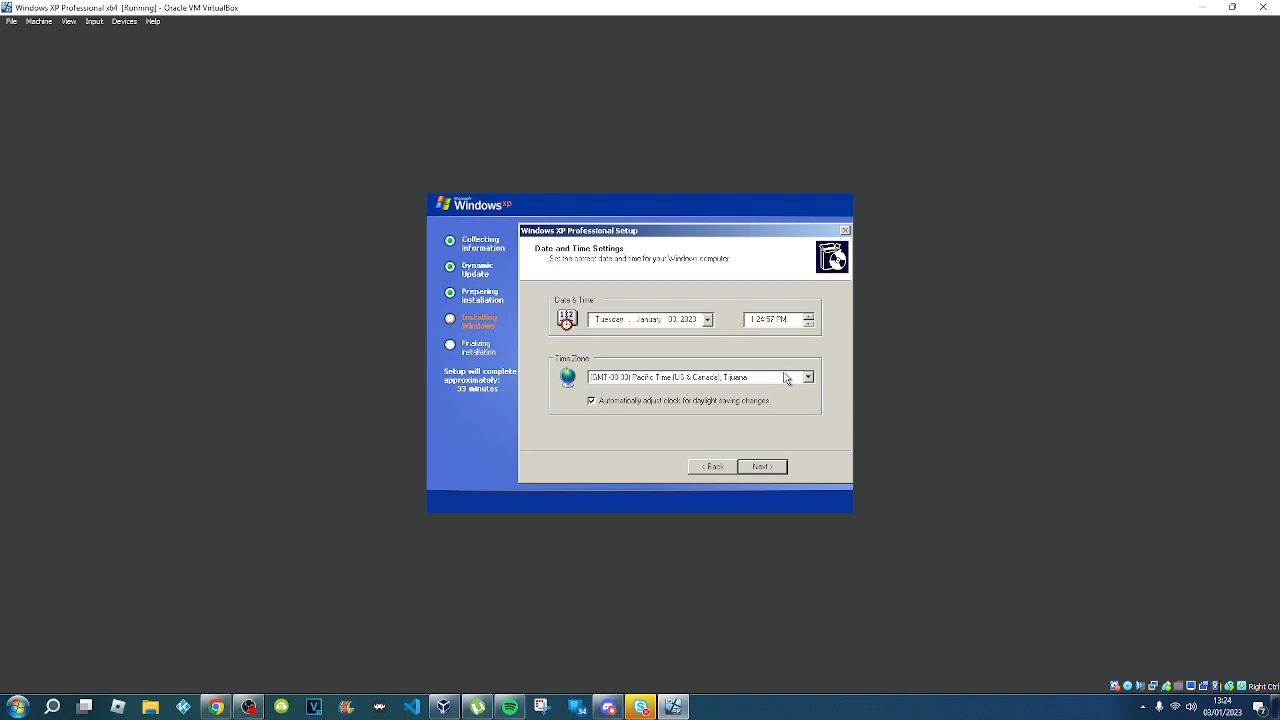 Windows XP Professional x64 [Running] - Oracle VM VirtualBox
File Machine View Input Devices Help
Microsoft
Windows xp
Collecting
information
Dynamic
Update
Preparing
installation
Installing
Windows
Finalizing
installation
Setup will complete
approximately:
33 minutes
Windows XP Professional Setup
Date and Time Settings
Set the correct date and time for your Windows computer.
Date & Time
Tuesday , January 03, 2023
1:24:57 PM
Time Zone
(GMT-08:00) Pacific Time (US & Canada); Tijuana
Automatically adjust clock for daylight saving changes
< Back
Next >
Right Ctrl
13:24
03/01/2023